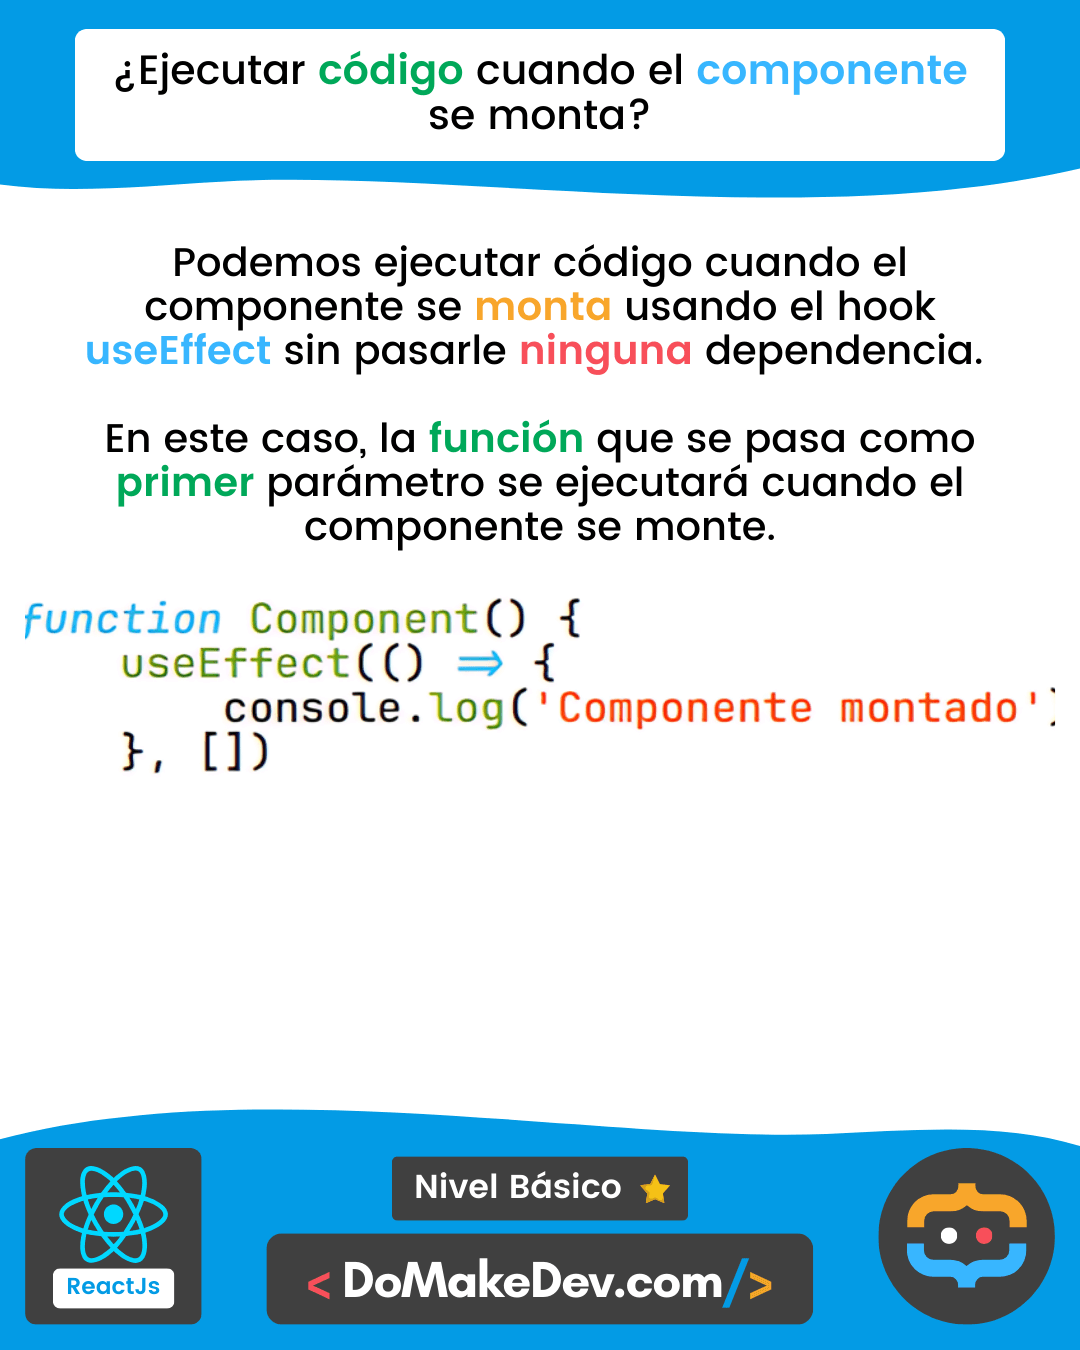 ¿Ejecutar código cuando el componente
se monta?
Podemos ejecutar código cuando el
componente se monta usando el hook
useEffect sin pasarle ninguna dependencia.
En este caso, la función que se pasa como
primer parámetro se ejecutará cuando el
componente se monte.
function Component() {
useEffect(() => {
console.log('Componente montado')
}, [])
ReactJs
Nivel Básico
< DoMakeDev.com/>